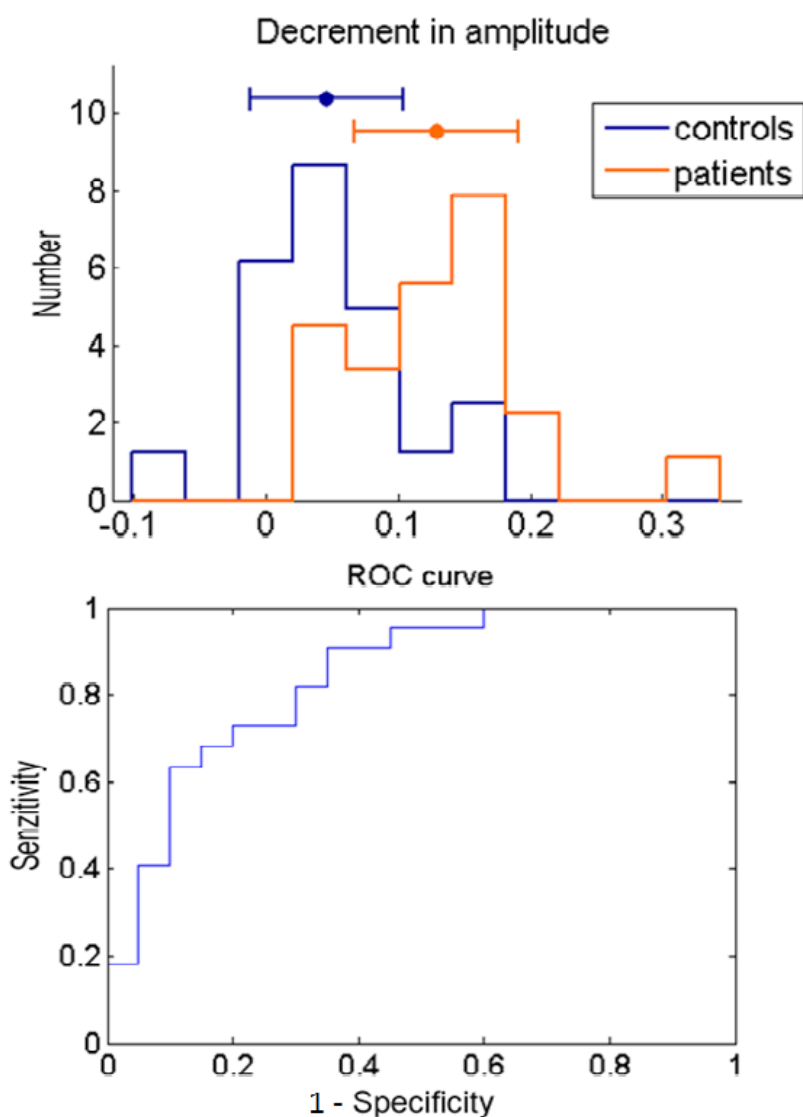 Decrement in amplitude
controls
patients
Number
10
8
6
4
2
0
-0.1 0 0.1 0.2 0.3
ROC curve
Senzitivity
1
0.8
0.6
0.4
0.2
0
0 0.2 0.4 0.6 0.8 1
1 - Specificity